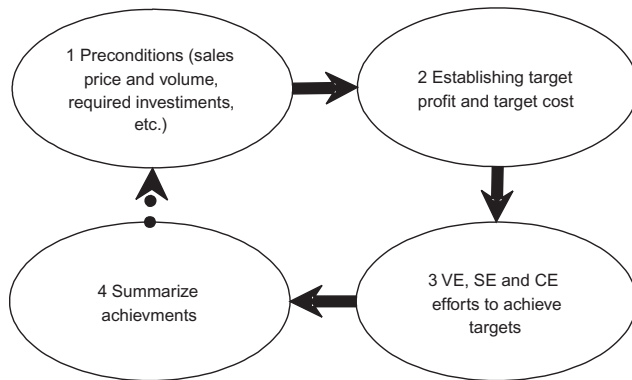 1 Preconditions (sales
price and volume,
required investiments,
etc.)
2 Establishing target
profit and target cost
3 VE, SE and CE
efforts to achieve
targets
4 Summarize
achievments